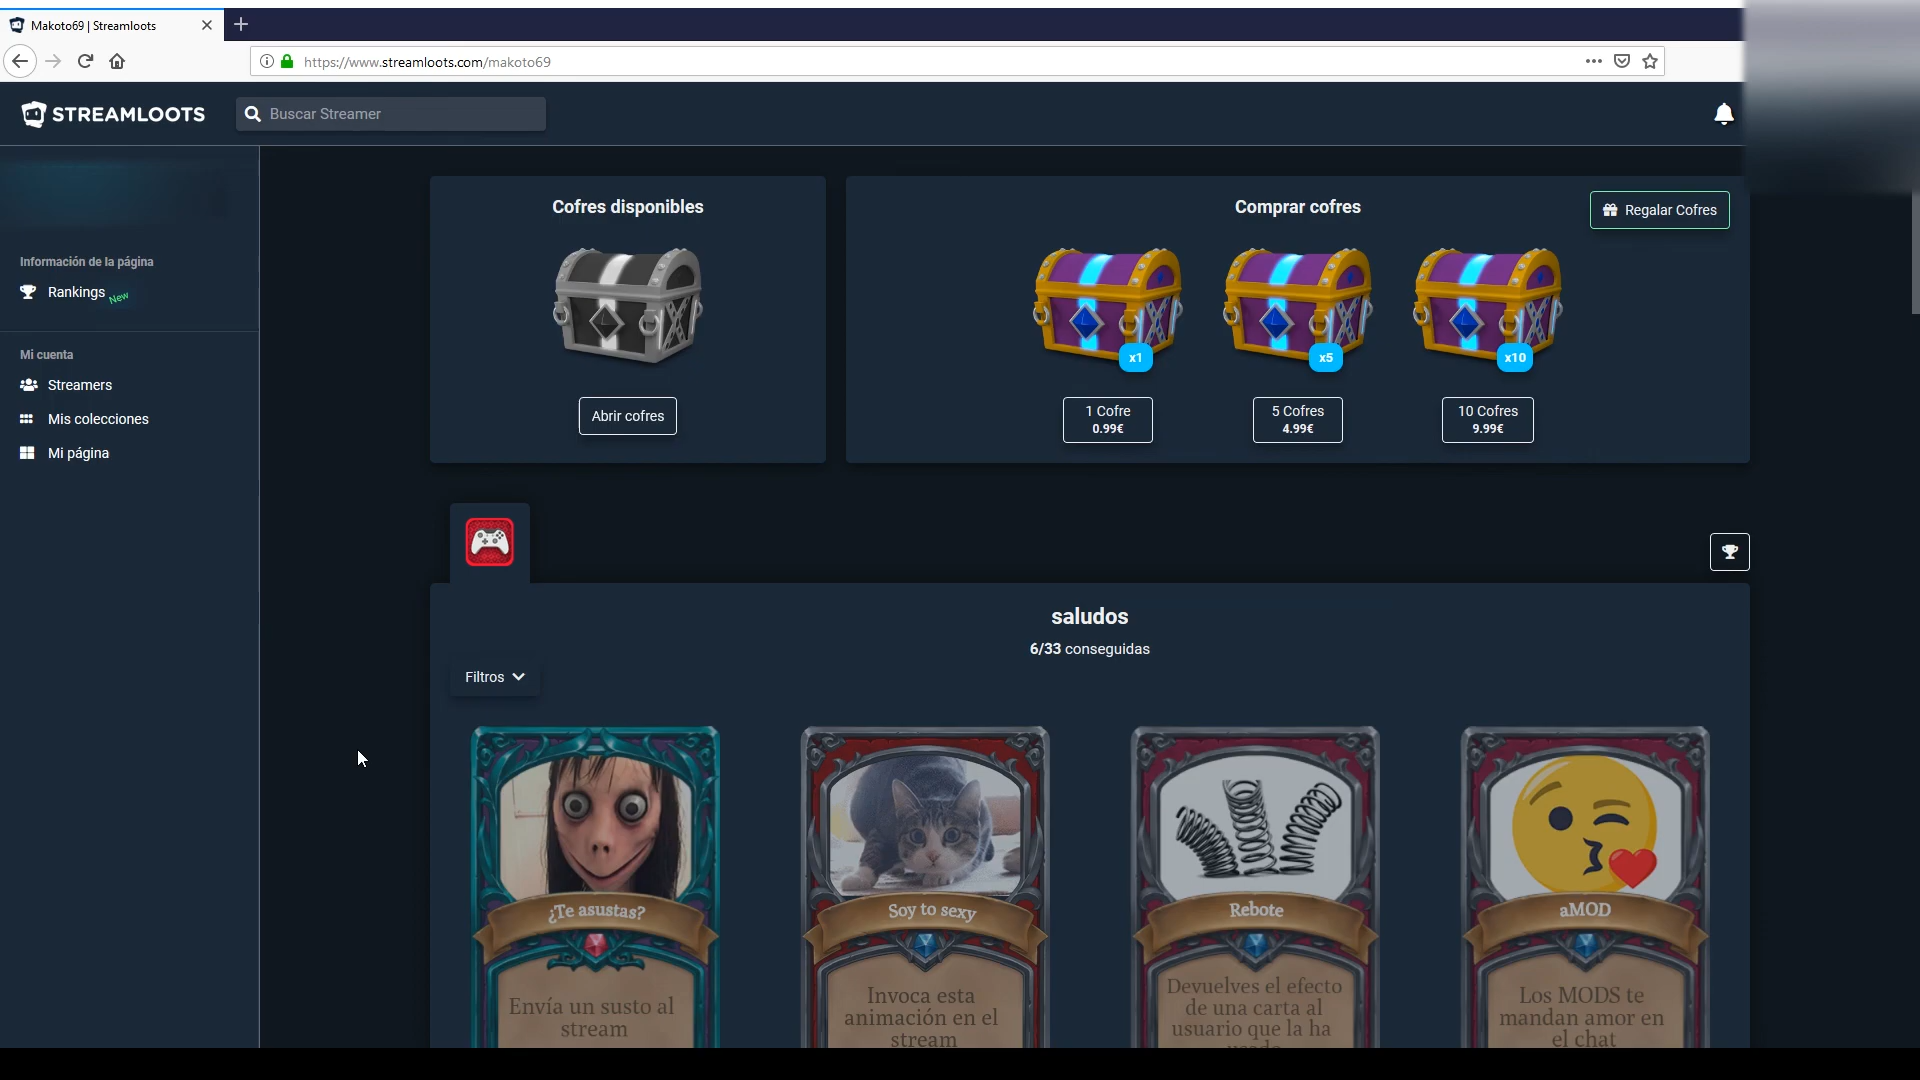 Makoto69 | Streamloots
https://www.streamloots.com/makoto69
STREAMLOOTS
Buscar Streamer
Información de la página
Rankings New
Mi cuenta
Streamers
Mis colecciones
Mi página
Cofres disponibles
Abrir cofres
Comprar cofres
Regalar Cofres
x1
x5
x10
1 Cofre
0.99€
5 Cofres
4.99€
10 Cofres
9.99€
saludos
6/33 conseguidas
Filtros
¿Te asustas?
Envía un susto al
stream
Soy to sexy
Invoca esta
animación en el
stream
Rebote
Devuelves el efecto
de una carta al
usuario que la ha
aMOD
Los MODS te
mandan amor en
el chat